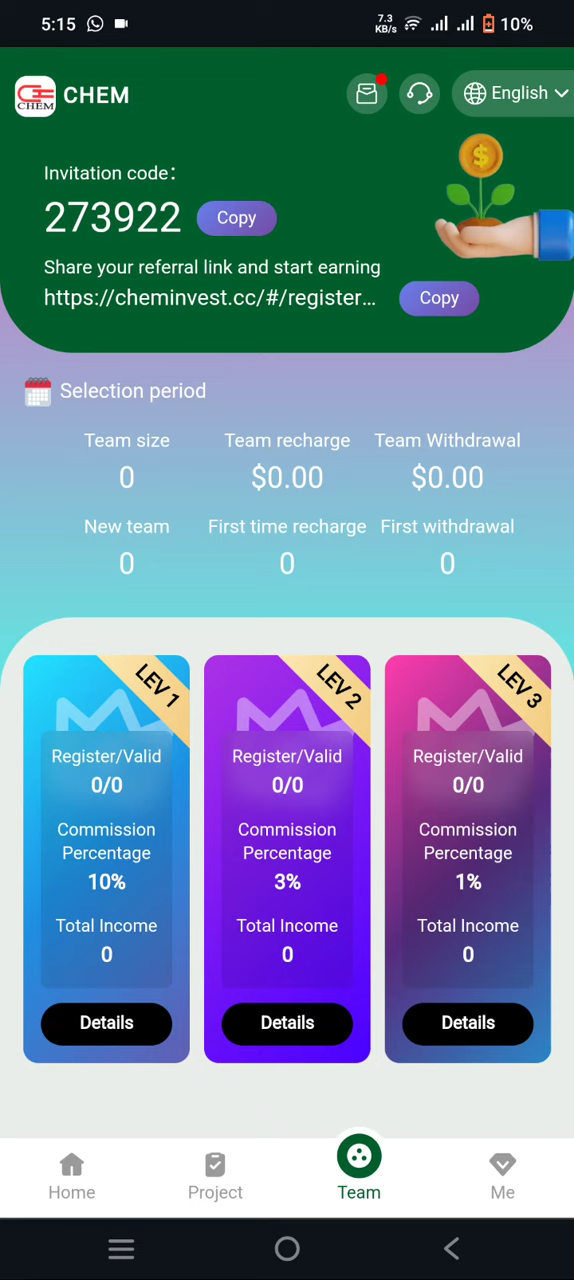 5:15
7.3
KB/s
10%
CHEM
CHEM
English
Invitation code：
273922
Copy
Share your referral link and start earning
https://cheminvest.cc/#/register...
Copy
Selection period
Team size
Team recharge
Team Withdrawal
0
$0.00
$0.00
New team
First time recharge
First withdrawal
0
0
0
LEV 1
LEV 2
LEV 3
Register/Valid
0/0
Commission
Percentage
10%
Total Income
0
Details
Register/Valid
0/0
Commission
Percentage
3%
Total Income
0
Details
Register/Valid
0/0
Commission
Percentage
1%
Total Income
0
Details
Home
Project
Team
Me